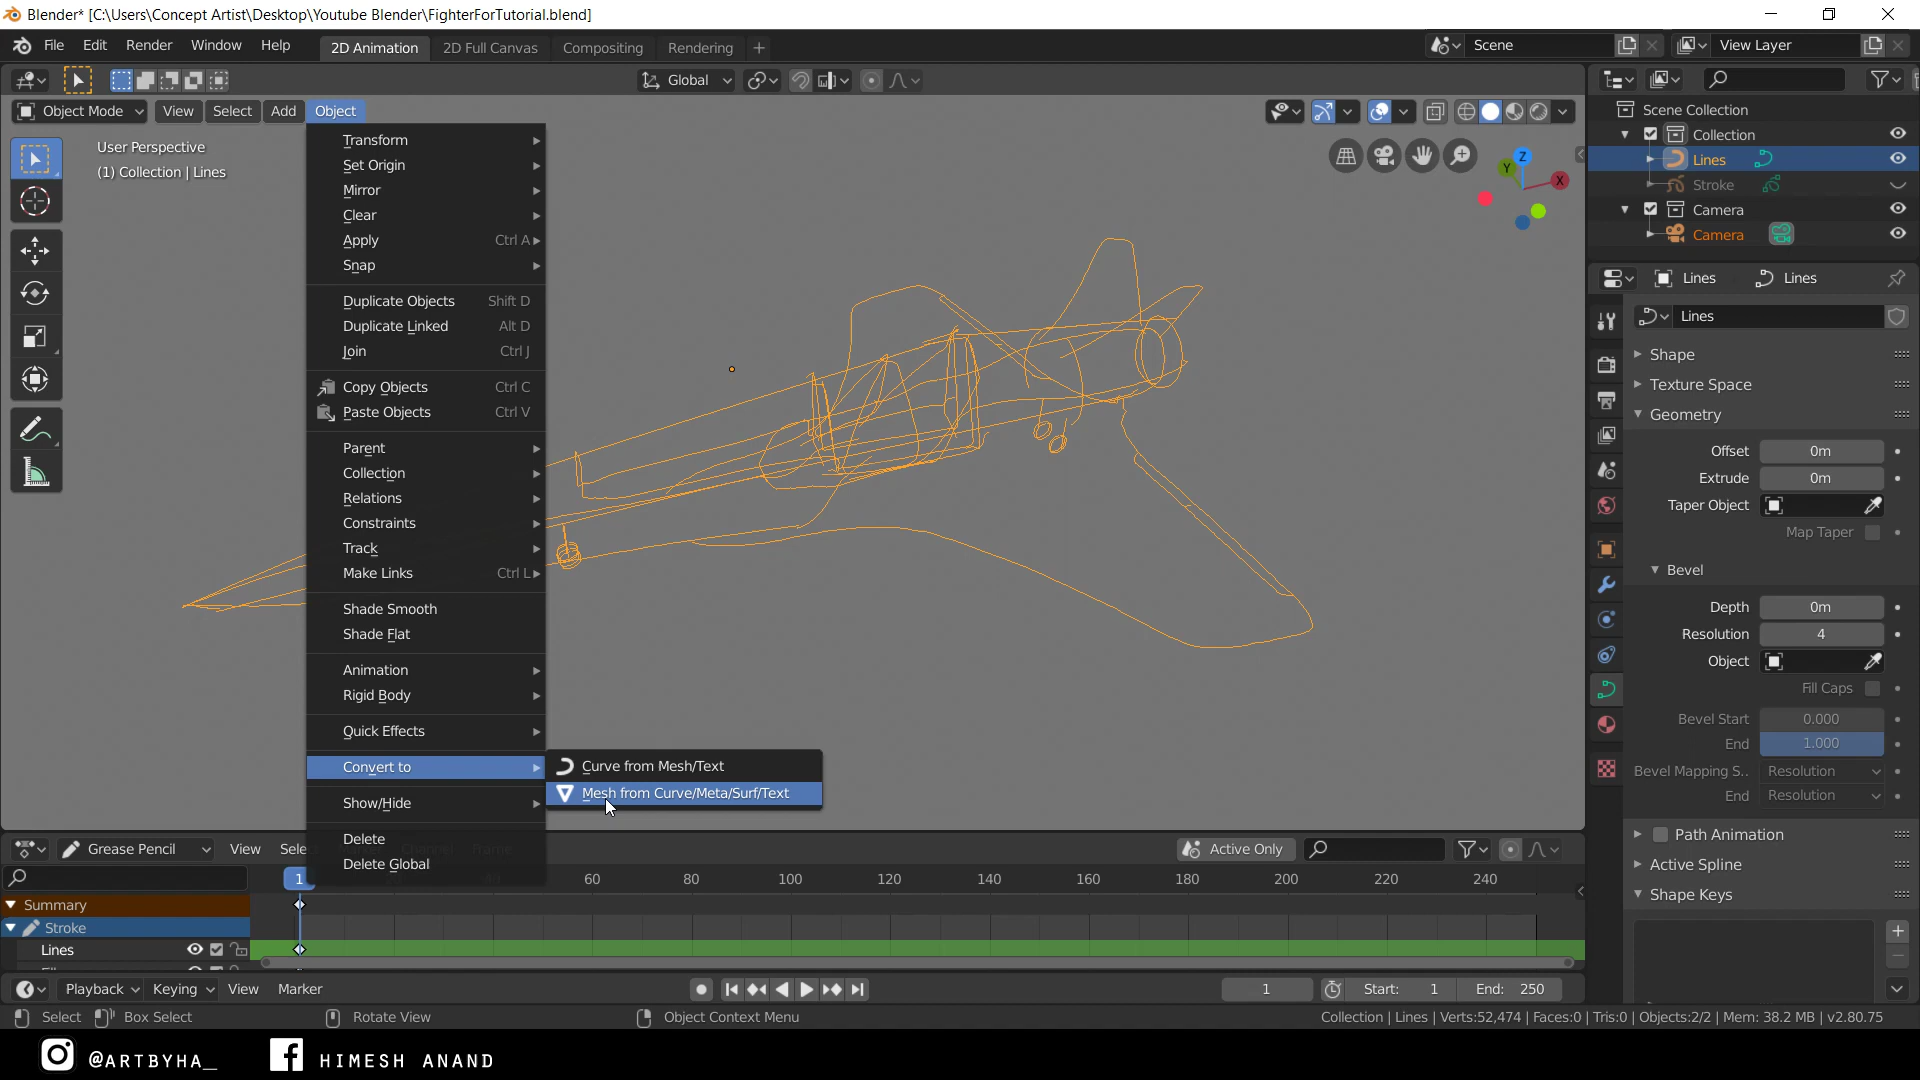 Blender* [C:\Users\Concept Artist\Desktop\Youtube Blender\FighterForTutorial.blend]
File Edit Render Window Help 2D Animation 2D Full Canvas Compositing Rendering + Scene View Layer
Global
Object Mode View Select Add Object
User Perspective
(1) Collection | Lines
Transform
Set Origin
Mirror
Clear
Apply Ctrl A
Snap
Duplicate Objects Shift D
Duplicate Linked Alt D
Join Ctrl J
Copy Objects Ctrl C
Paste Objects Ctrl V
Parent
Collection
Relations
Constraints
Track
Make Links Ctrl L
Shade Smooth
Shade Flat
Animation
Rigid Body
Quick Effects
Convert to
Show/Hide
Delete
Delete Global
Curve from Mesh/Text
Mesh from Curve/Meta/Surf/Text
Z
Y
X
Scene Collection
Collection
Lines
Stroke
Camera
Camera
Lines Lines
Lines
Shape
Texture Space
Geometry
Offset 0m
Extrude 0m
Taper Object
Map Taper
Bevel
Depth 0m
Resolution 4
Object
Fill Caps
Bevel Start 0.000
End 1.000
Bevel Mapping S.. Resolution
End Resolution
Path Animation
Active Spline
Shape Keys
Grease Pencil View Selec Channel Frame Active Only
1 40 60 80 100 120 140 160 180 200 220 240
Summary
Stroke
Lines
Playback Keying View Marker 1 Start: 1 End: 250
Select Box Select Rotate View Object Context Menu Collection | Lines | Verts:52,474 | Faces:0 | Tris:0 | Objects:2/2 | Mem: 38.2 MB | v2.80.75
@ARTBYHA_ HIMESH ANAND